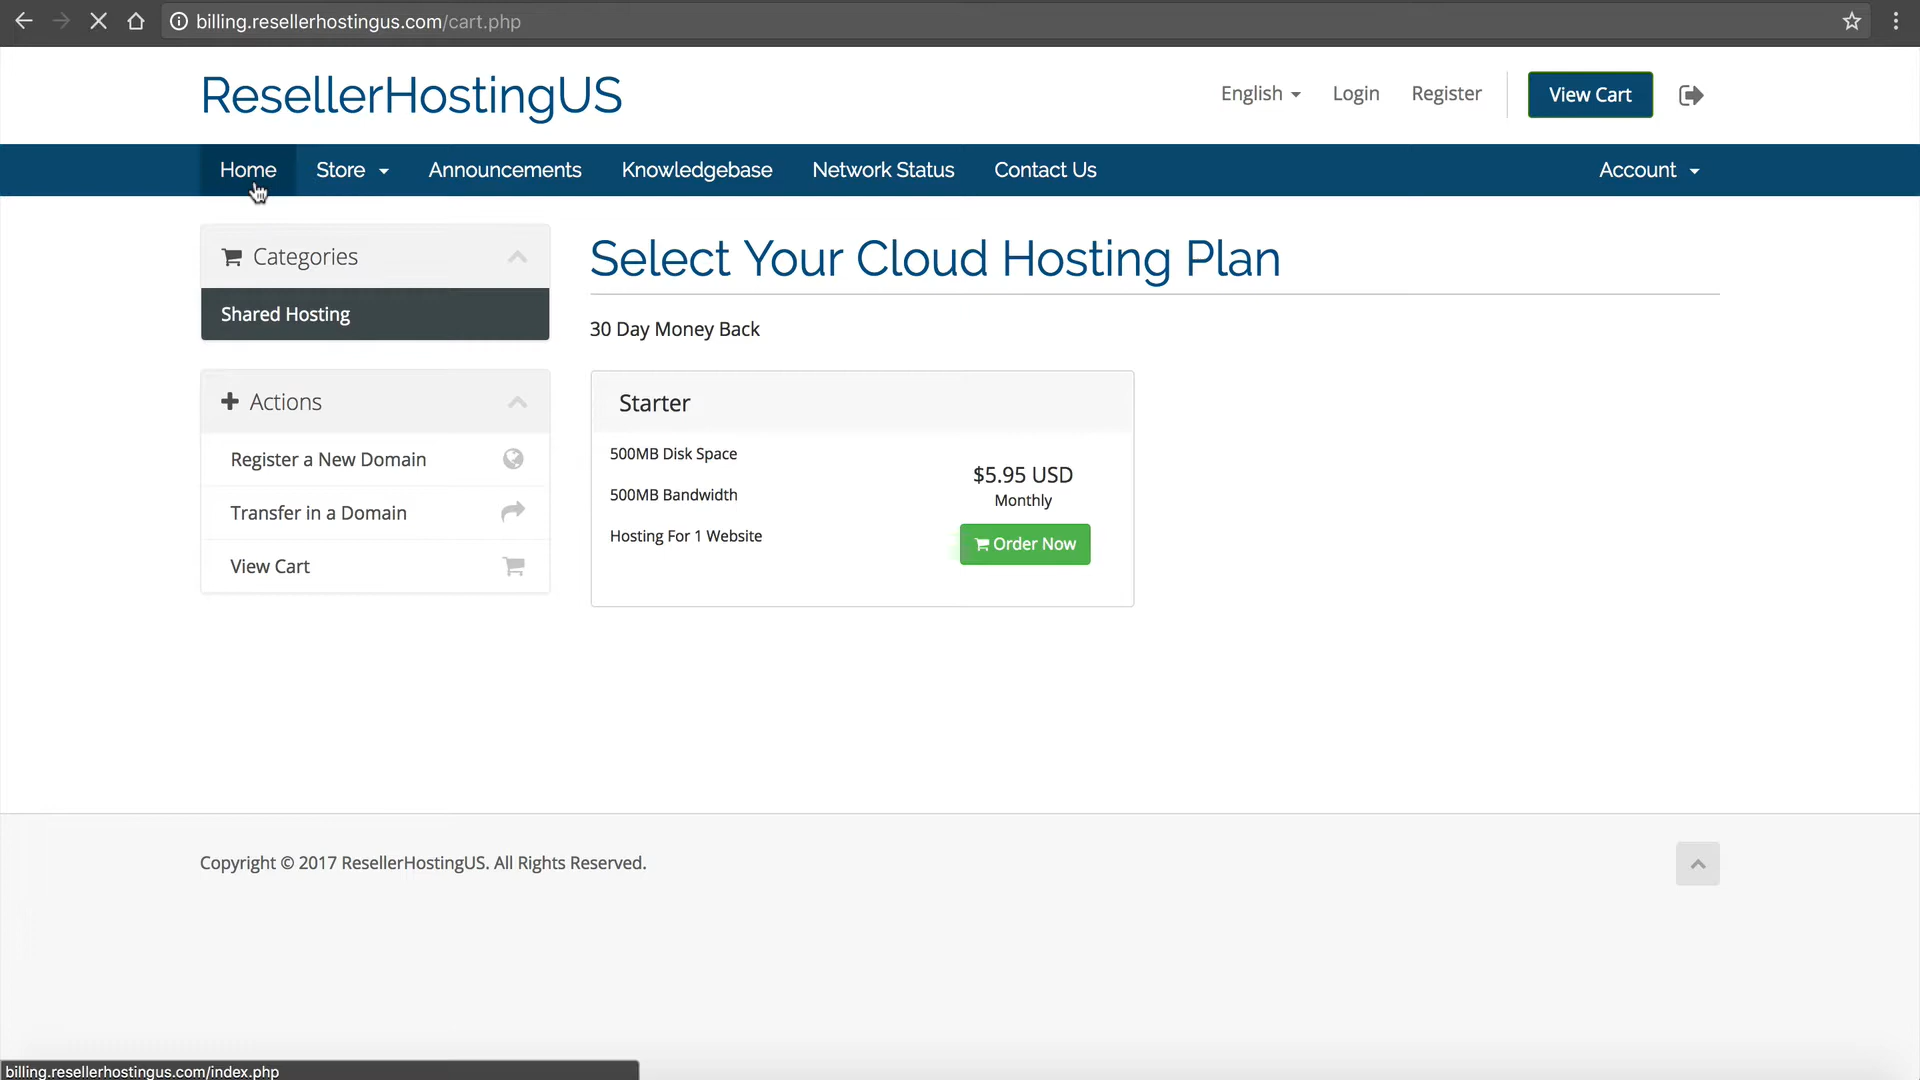 billing.resellerhostingus.com/cart.php
ResellerHostingUS
English
Login
Register
View Cart
Home
Store
Announcements
Knowledgebase
Network Status
Contact Us
Account
Categories
Shared Hosting
Actions
Register a New Domain
Transfer in a Domain
View Cart
Select Your Cloud Hosting Plan
30 Day Money Back
Starter
500MB Disk Space
500MB Bandwidth
Hosting For 1 Website
$5.95 USD
Monthly
Order Now
Copyright © 2017 ResellerHostingUS. All Rights Reserved.
billing.resellerhostingus.com/index.php